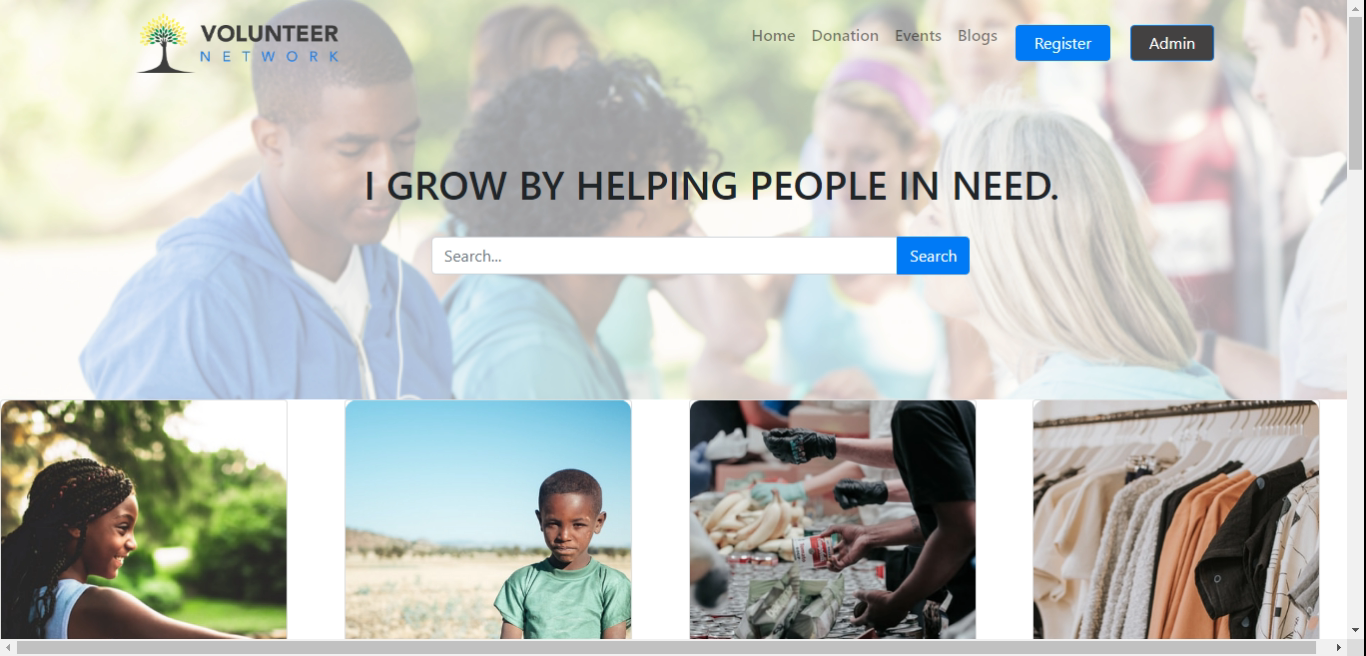 VOLUNTEER
NETWORK
Home Donation Events Blogs Register Admin
I GROW BY HELPING PEOPLE IN NEED.
Search... Search